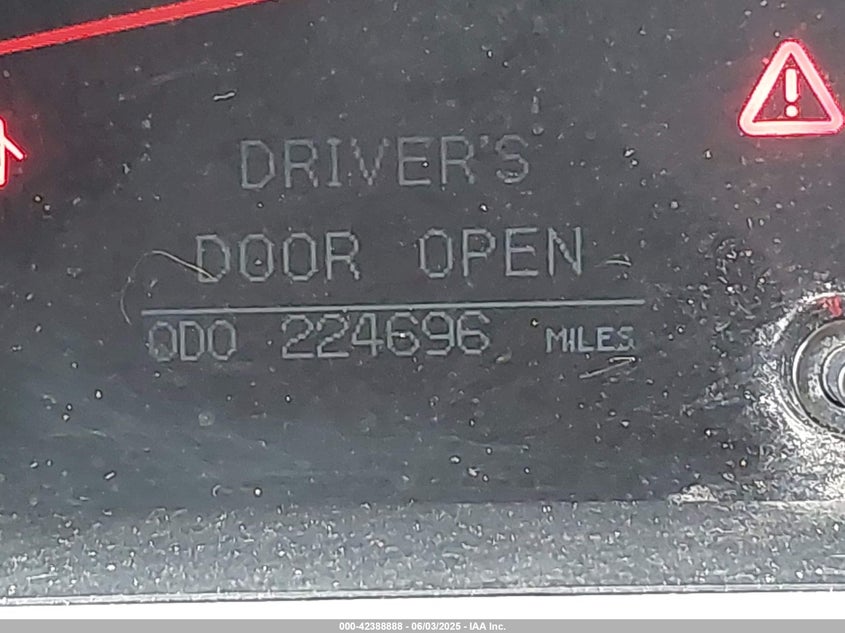 DRIVER'S
DOOR OPEN
ODO 224696 MILES
000-42388888 - 06/03/2025 - IAA Inc.